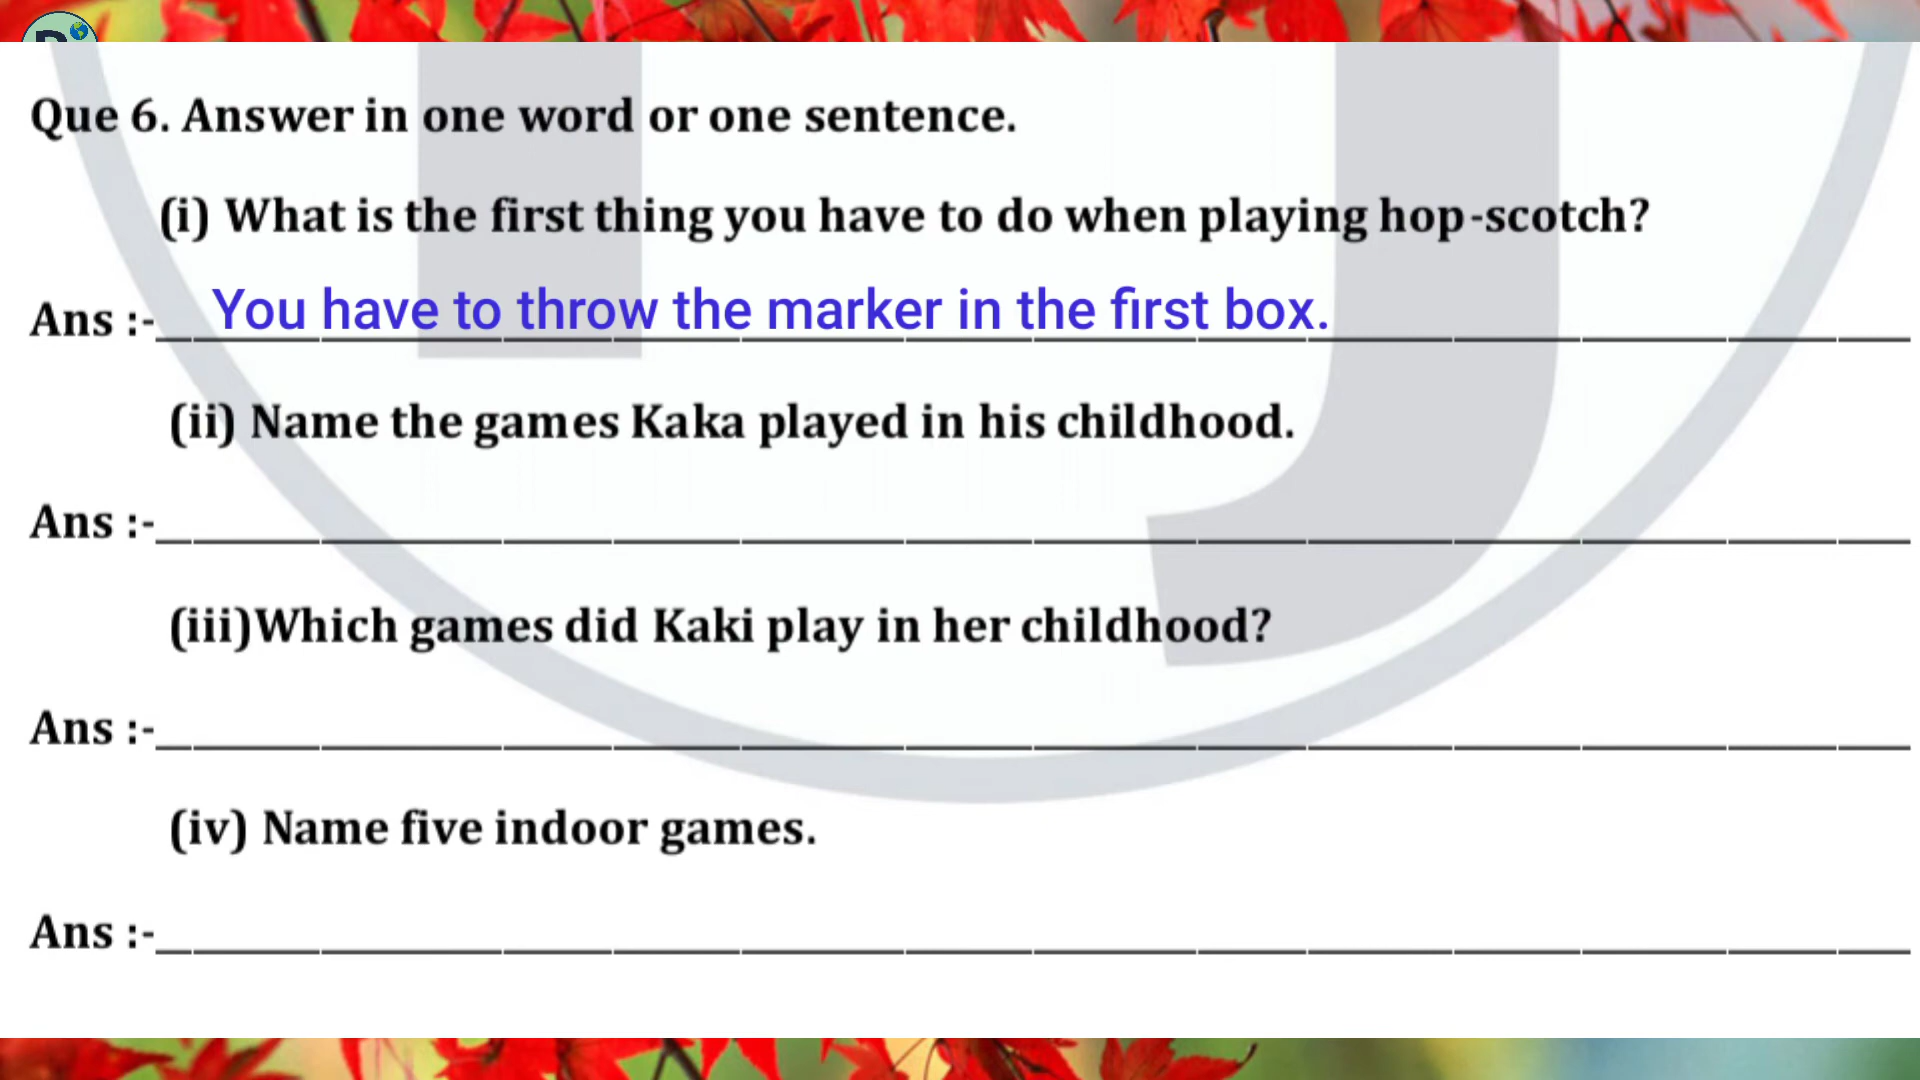 Que 6. Answer in one word or one sentence.
(i) What is the first thing you have to do when playing hop-scotch?
Ans :- You have to throw the marker in the first box.
(ii) Name the games Kaka played in his childhood.
Ans :-
(iii)Which games did Kaki play in her childhood?
Ans :-
(iv) Name five indoor games.
Ans :-